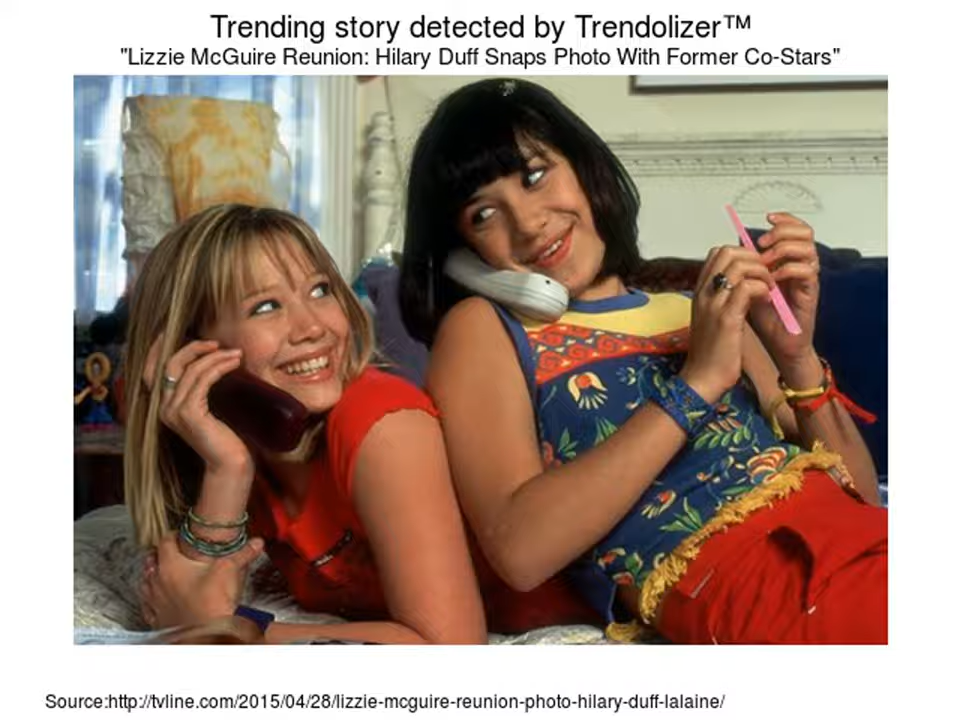 Trending story detected by Trendolizer™
"Lizzie McGuire Reunion: Hilary Duff Snaps Photo With Former Co-Stars"
Source:http://tvline.com/2015/04/28/lizzie-mcguire-reunion-photo-hilary-duff-lalaine/